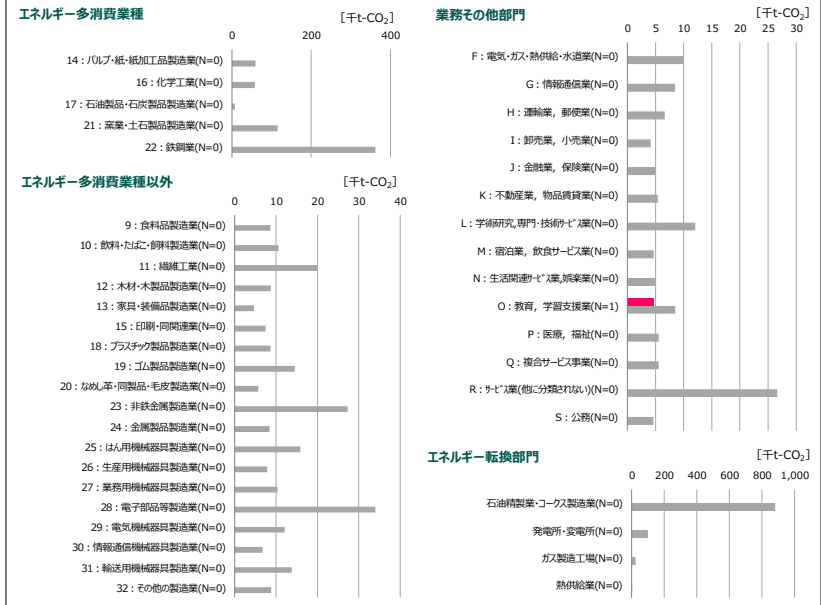 エネルギー多消費業種
[千t-CO₂]
0 200 400
14：パルプ・紙・紙加工品製造業(N=0)
16：化学工業(N=0)
17：石油製品・石炭製品製造業(N=0)
21：窯業・土石製品製造業(N=0)
22：鉄鋼業(N=0)
エネルギー多消費業種以外
[千t-CO₂]
0 10 20 30 40
9：食料品製造業(N=0)
10：飲料・たばこ・飼料製造業(N=0)
11：繊維工業(N=0)
12：木材・木製品製造業(N=0)
13：家具・装備品製造業(N=0)
15：印刷・同関連業(N=0)
18：プラスチック製品製造業(N=0)
19：ゴム製品製造業(N=0)
20：なめし革・同製品・毛皮製造業(N=0)
23：非鉄金属製造業(N=0)
24：金属製品製造業(N=0)
25：はん用機械器具製造業(N=0)
26：生産用機械器具製造業(N=0)
27：業務用機械器具製造業(N=0)
28：電子部品等製造業(N=0)
29：電気機械器具製造業(N=0)
30：情報通信機械器具製造業(N=0)
31：輸送用機械器具製造業(N=0)
32：その他の製造業(N=0)
業務その他部門
[千t-CO₂]
0 5 10 15 20 25 30
F：電気・ガス・熱供給・水道業(N=0)
G：情報通信業(N=0)
H：運輸業，郵便業(N=0)
I：卸売業，小売業(N=0)
J：金融業，保険業(N=0)
K：不動産業，物品賃貸業(N=0)
L：学術研究,専門・技術ｻｰﾋﾞｽ業(N=0)
M：宿泊業，飲食サービス業(N=0)
N：生活関連ｻｰﾋﾞｽ業,娯楽業(N=0)
O：教育，学習支援業(N=1)
P：医療，福祉(N=0)
Q：複合サービス事業(N=0)
R：ｻｰﾋﾞｽ業(他に分類されない)(N=0)
S：公務(N=0)
エネルギー転換部門
[千t-CO₂]
0 200 400 600 800 1,000
石油精製業・コークス製造業(N=0)
発電所・変電所(N=0)
ガス製造工場(N=0)
熱供給業(N=0)